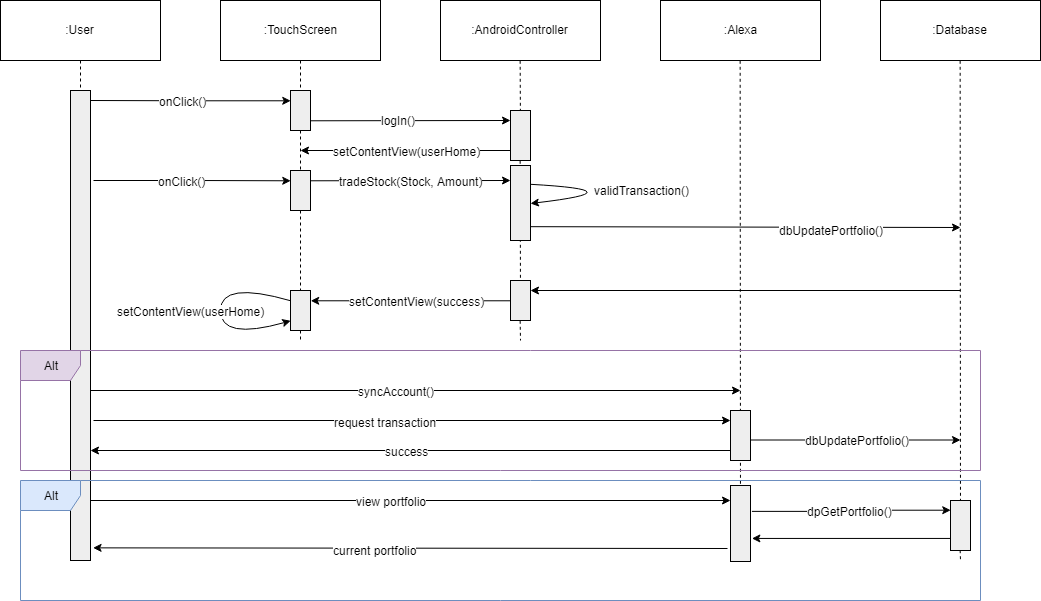 :User
:TouchScreen
:AndroidController
:Alexa
:Database
onClick()
logIn()
setContentView(userHome)
onClick()
tradeStock(Stock, Amount)
validTransaction()
dbUpdatePortfolio()
setContentView(success)
setContentView(userHome)
Alt
syncAccount()
request transaction
dbUpdatePortfolio()
success
Alt
view portfolio
dpGetPortfolio()
current portfolio